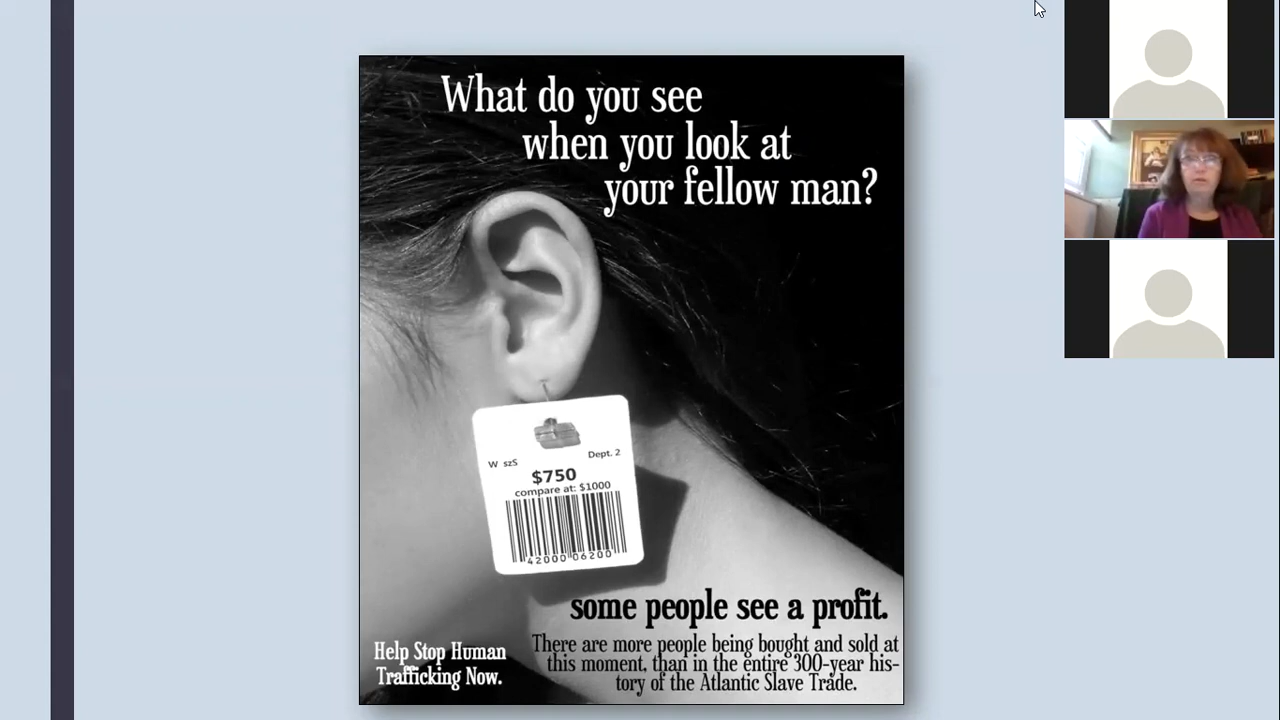 What do you see
when you look at
your fellow man?
W szS Dept. 2
$750
compare at: $1000
42000 06200
some people see a profit.
There are more people being bought and sold at
this moment, than in the entire 300-year his-
tory of the Atlantic Slave Trade.
Help Stop Human
Trafficking Now.